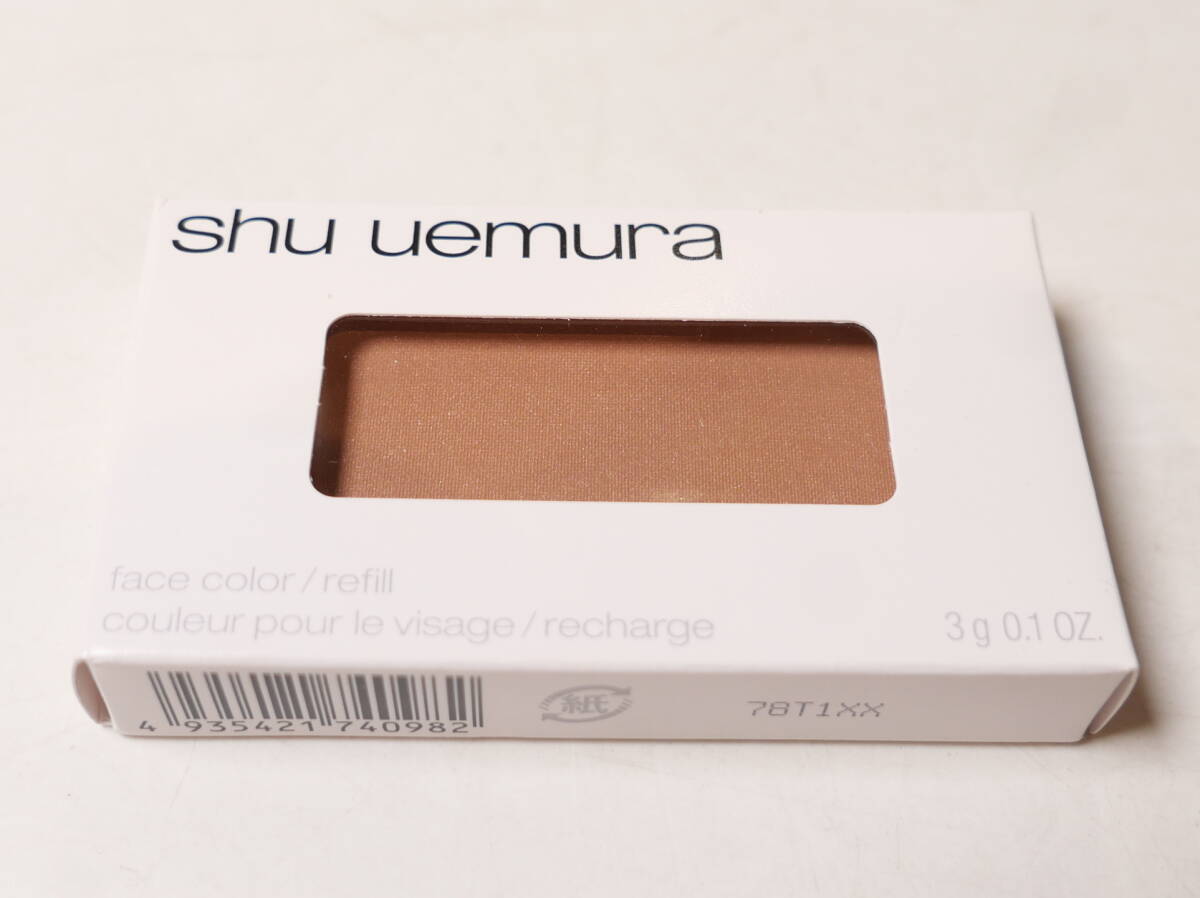 shu uemura
face color / refill
couleur pour le visage / recharge
3 g 0.1 OZ.
4 935421 740982
紙
78T1XX